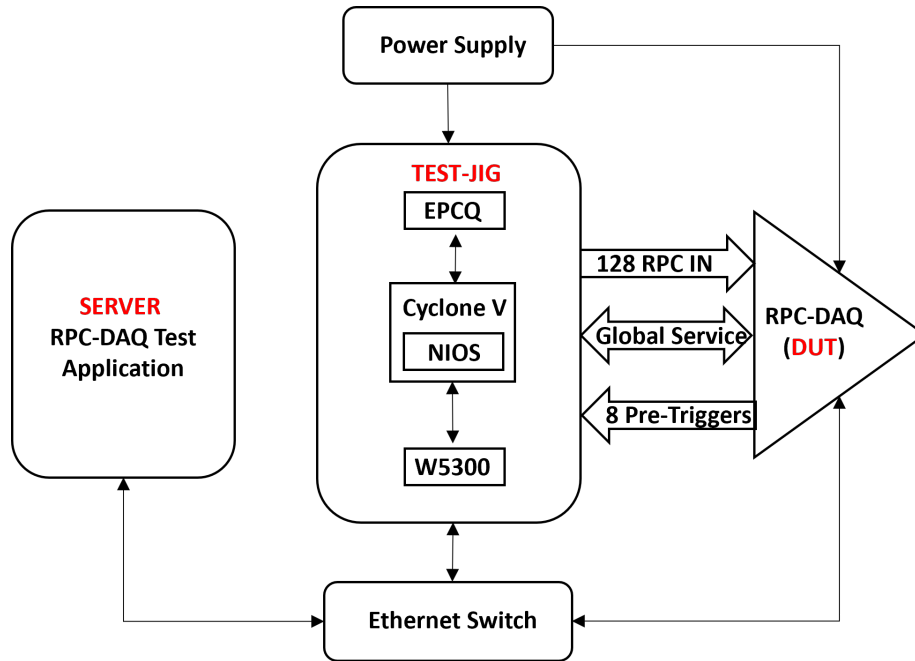 Power Supply
TEST-JIG
EPCQ
128 RPC IN
SERVER
RPC-DAQ Test
Application
Cyclone V
NIOS
Global Service
RPC-DAQ
(DUT)
8 Pre-Triggers
W5300
Ethernet Switch